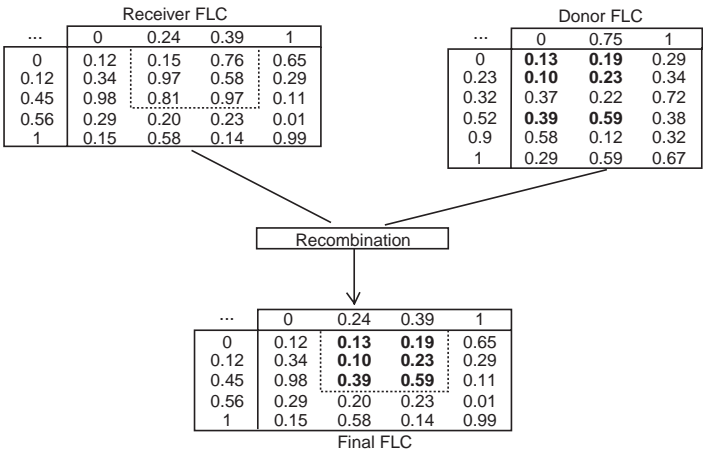 Receiver FLC
... 0 0.24 0.39 1
0 0.12 0.15 0.76 0.65
0.12 0.34 0.97 0.58 0.29
0.45 0.98 0.81 0.97 0.11
0.56 0.29 0.20 0.23 0.01
1 0.15 0.58 0.14 0.99
Donor FLC
... 0 0.75 1
0 0.13 0.19 0.29
0.23 0.10 0.23 0.34
0.32 0.37 0.22 0.72
0.52 0.39 0.59 0.38
0.9 0.58 0.12 0.32
1 0.29 0.59 0.67
Recombination
... 0 0.24 0.39 1
0 0.12 0.13 0.19 0.65
0.12 0.34 0.10 0.23 0.29
0.45 0.98 0.39 0.59 0.11
0.56 0.29 0.20 0.23 0.01
1 0.15 0.58 0.14 0.99
Final FLC